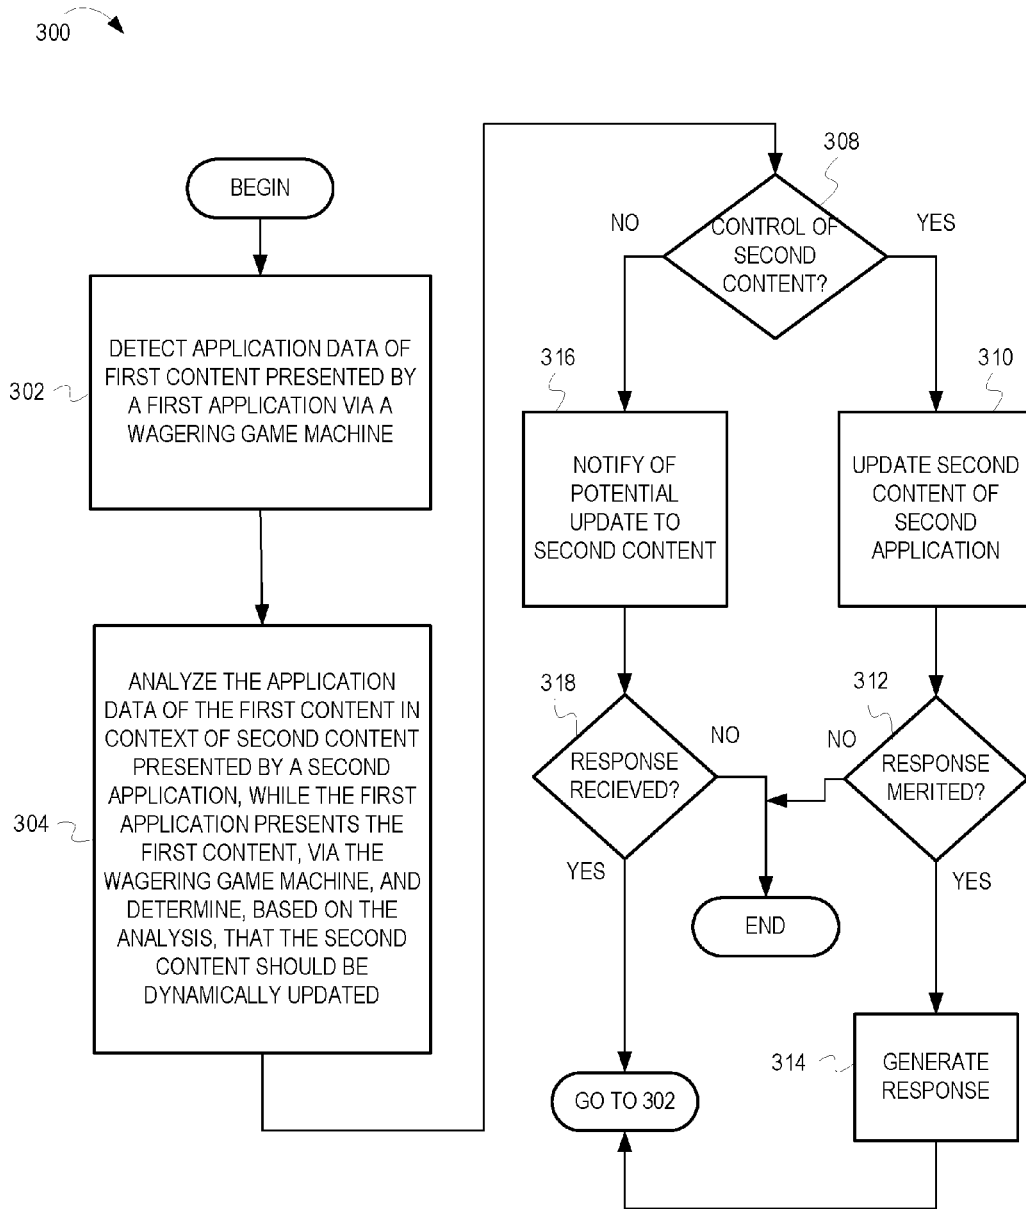 300
BEGIN
302
DETECT APPLICATION DATA OF
FIRST CONTENT PRESENTED BY
A FIRST APPLICATION VIA A
WAGERING GAME MACHINE
304
ANALYZE THE APPLICATION
DATA OF THE FIRST CONTENT IN
CONTEXT OF SECOND CONTENT
PRESENTED BY A SECOND
APPLICATION, WHILE THE FIRST
APPLICATION PRESENTS THE
FIRST CONTENT, VIA THE
WAGERING GAME MACHINE, AND
DETERMINE, BASED ON THE
ANALYSIS, THAT THE SECOND
CONTENT SHOULD BE
DYNAMICALLY UPDATED
308
CONTROL OF
SECOND
CONTENT?
NO
YES
316
NOTIFY OF
POTENTIAL
UPDATE TO
SECOND CONTENT
310
UPDATE SECOND
CONTENT OF
SECOND
APPLICATION
318
RESPONSE
RECIEVED?
NO
YES
312
RESPONSE
MERITED?
NO
YES
END
314
GENERATE
RESPONSE
GO TO 302